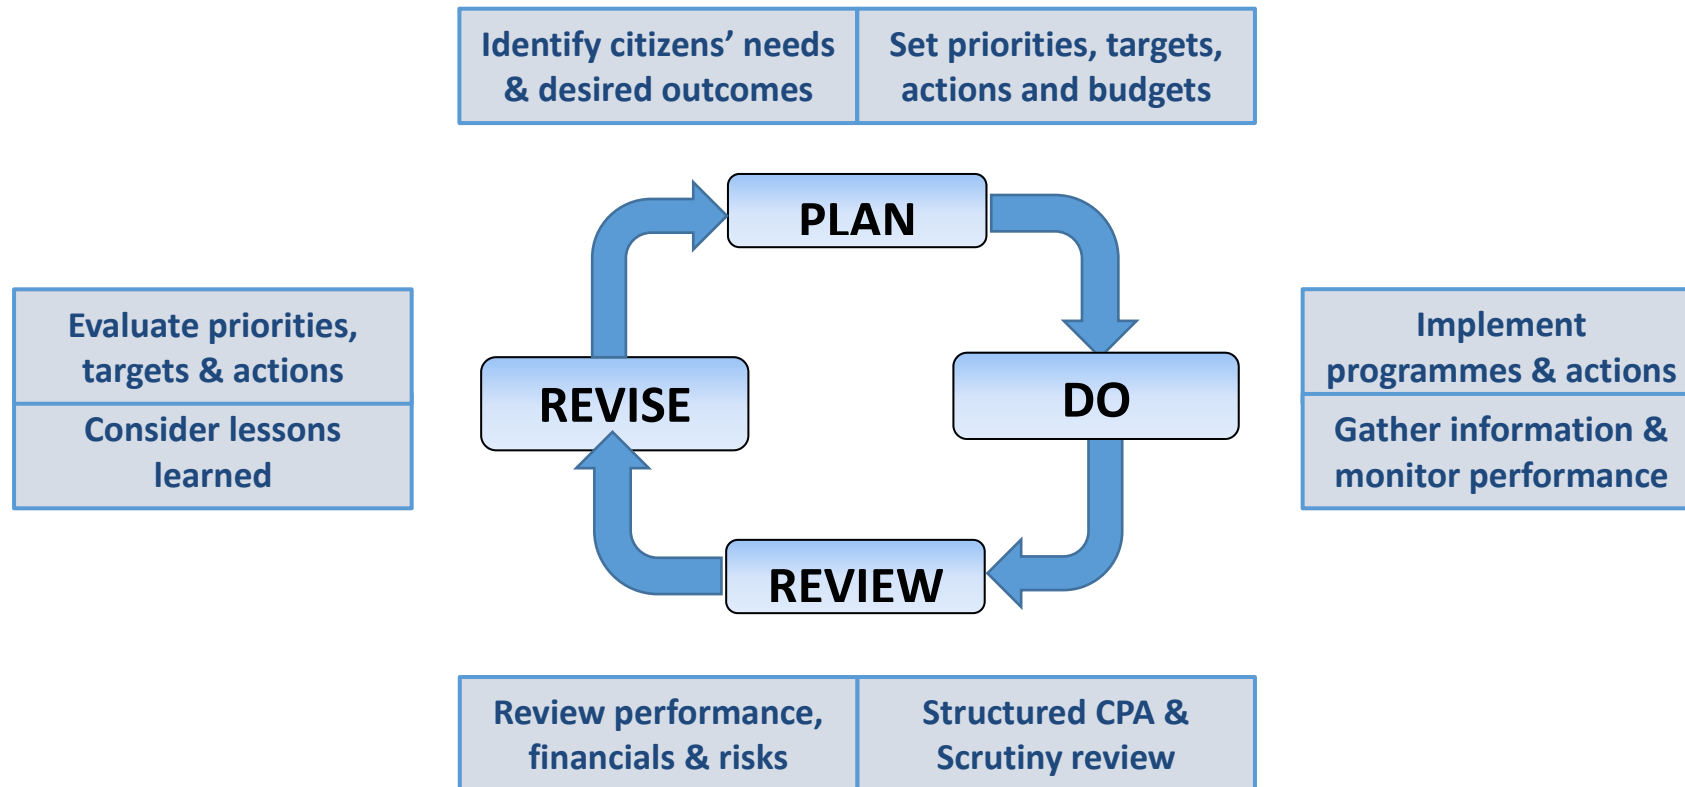 Identify citizens’ needs
& desired outcomes
Set priorities, targets,
actions and budgets
PLAN
Evaluate priorities,
targets & actions
Consider lessons
learned
REVISE
DO
Implement
programmes & actions
Gather information &
monitor performance
REVIEW
Review performance,
financials & risks
Structured CPA &
Scrutiny review